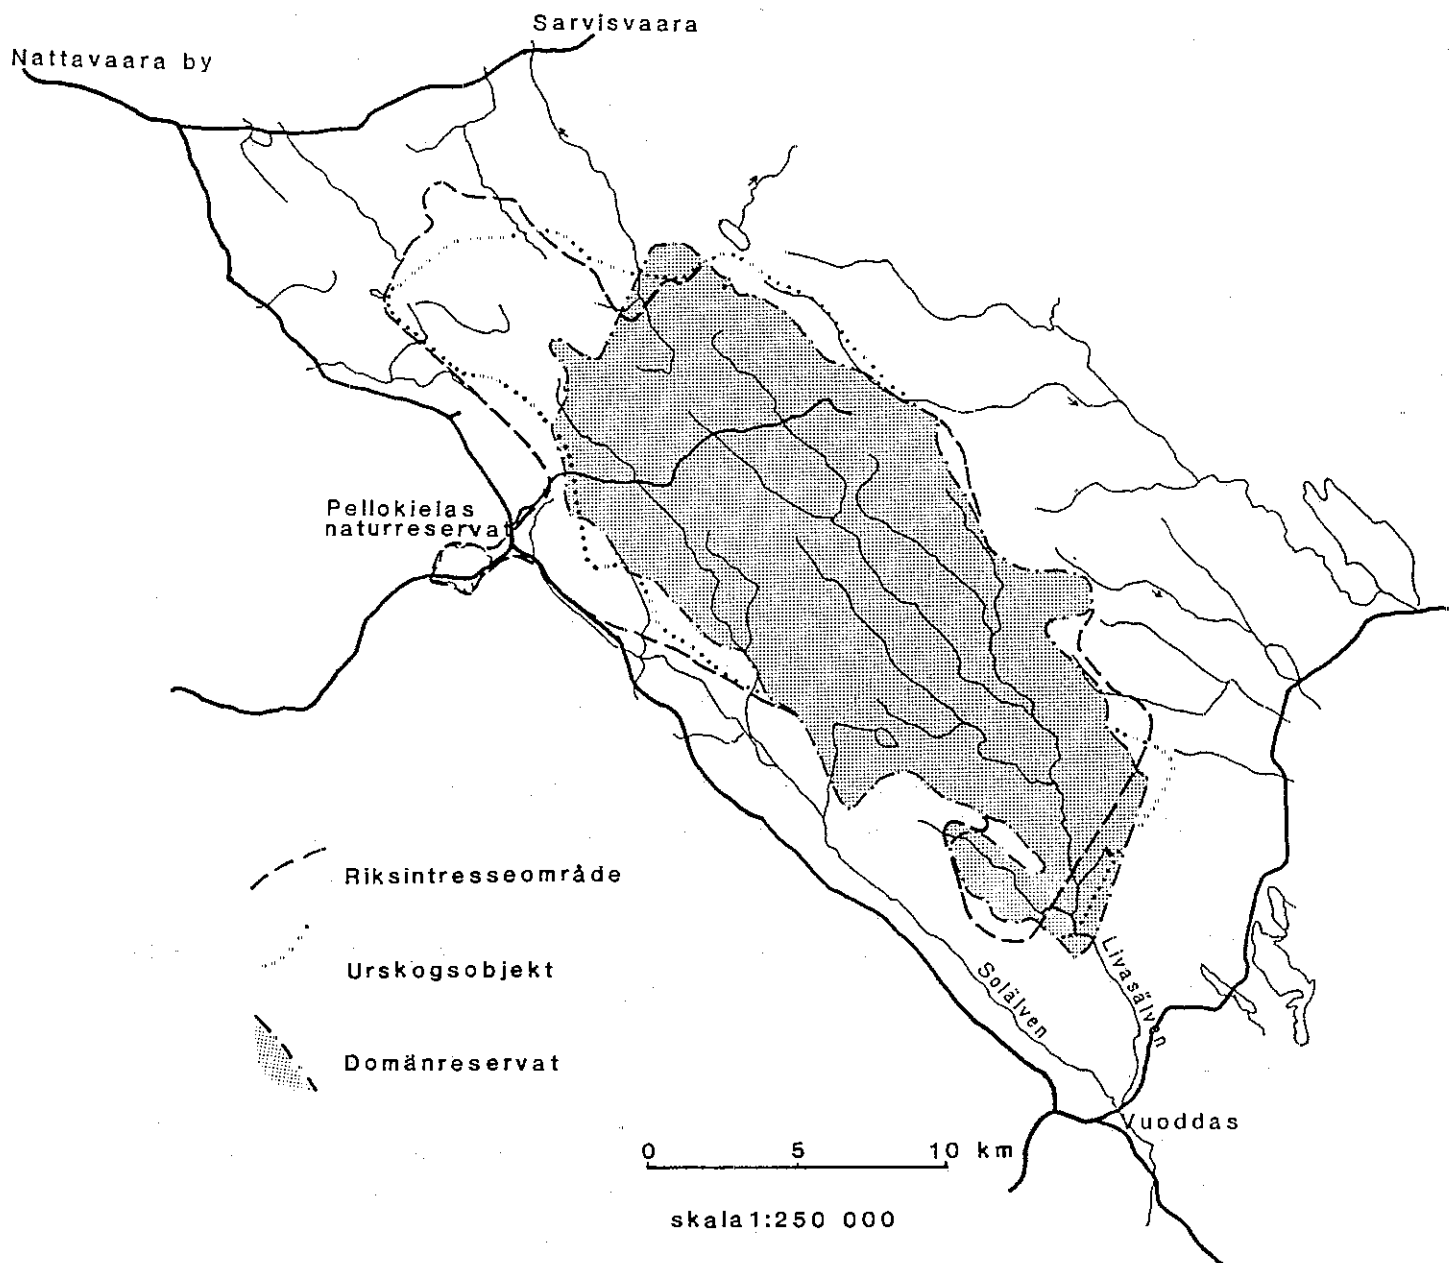 Sarvisvaara
Nattavaara by
Pellokielas
naturreservat
Riksintresseområde
Urskogsobjekt
Domänreservat
Solälven
Livasälven
Vuoddas
0 5 10 km
skala 1:250 000